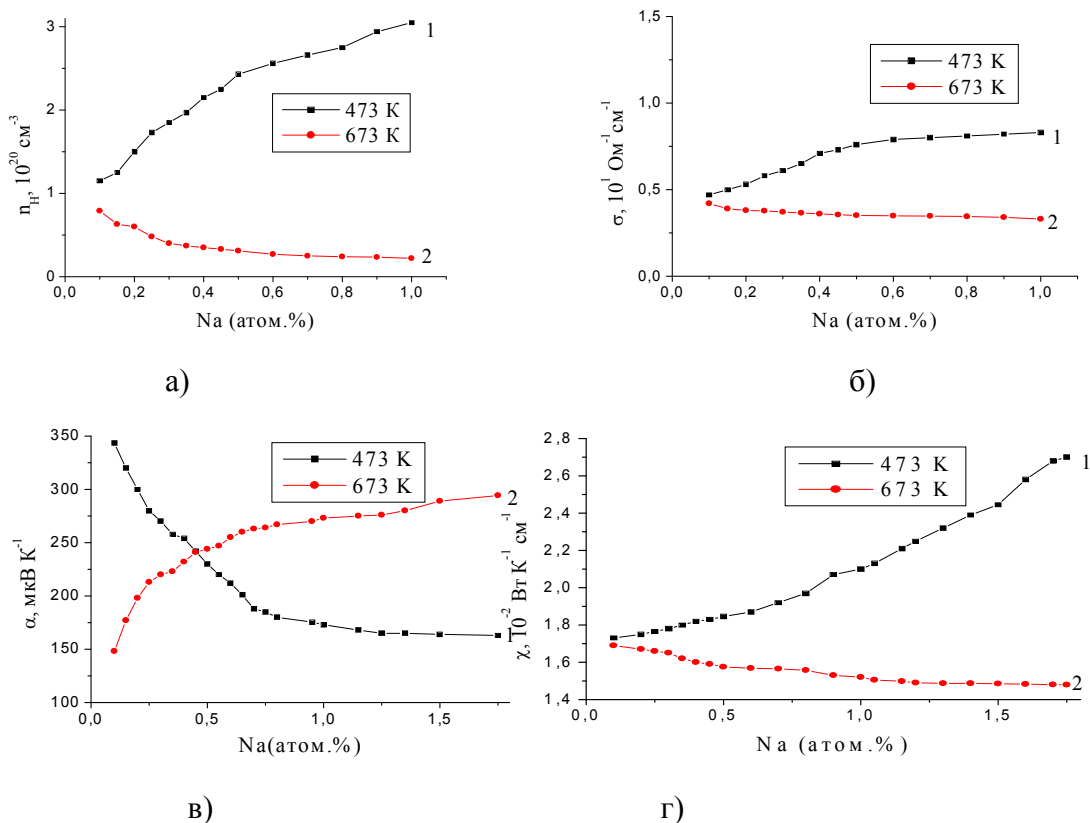 3
2
1
0
n_H, 10^20 см^-3
0,0 0,2 0,4 0,6 0,8 1,0
Na (атом.%)
473 К
673 К
1
2
а)
1,5
1,0
0,5
0,0
σ, 10^1 Ом^-1 см^-1
0,0 0,2 0,4 0,6 0,8 1,0
Na (атом.%)
473 K
673 K
1
2
б)
350
300
250
200
150
100
α, мкВ К^-1
0,0 0,5 1,0 1,5
Na(атом.%)
473 K
673 K
2
1
в)
2,8
2,6
2,4
2,2
2,0
1,8
1,6
1,4
χ, 10^-2 Вт К^-1 см^-1
0,0 0,5 1,0 1,5
Na (атом.%)
473 K
673 K
1
2
г)